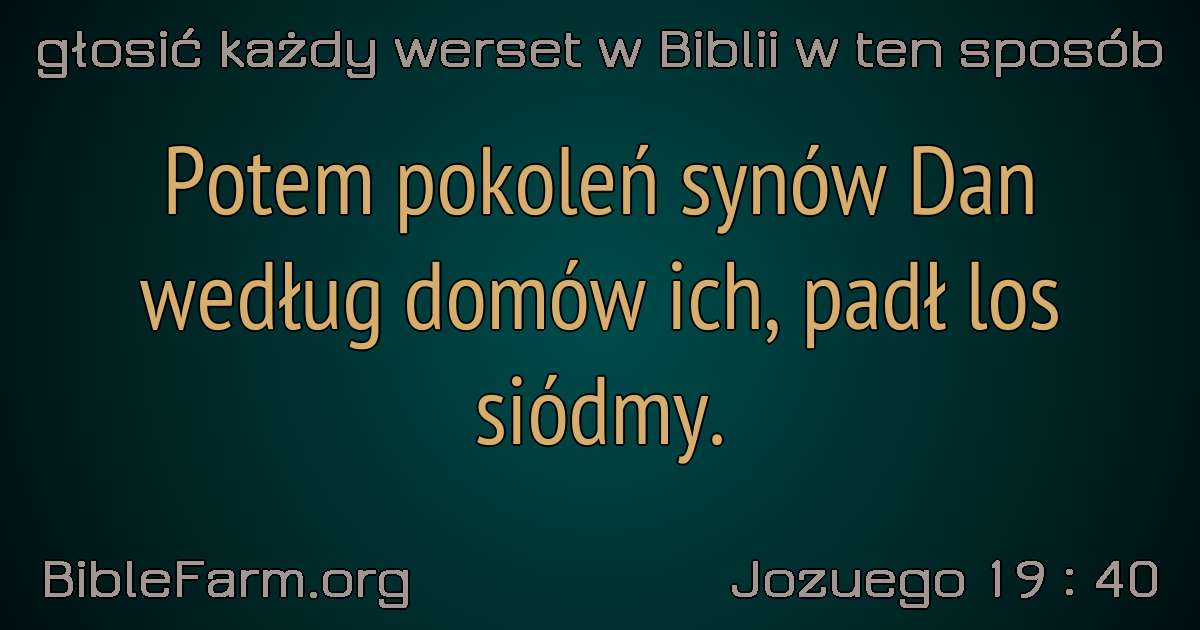 głosić każdy werset w Biblii w ten sposób
Potem pokoleń synów Dan
według domów ich, padł los
siódmy.
BibleFarm.org
Jozuego 19 : 40